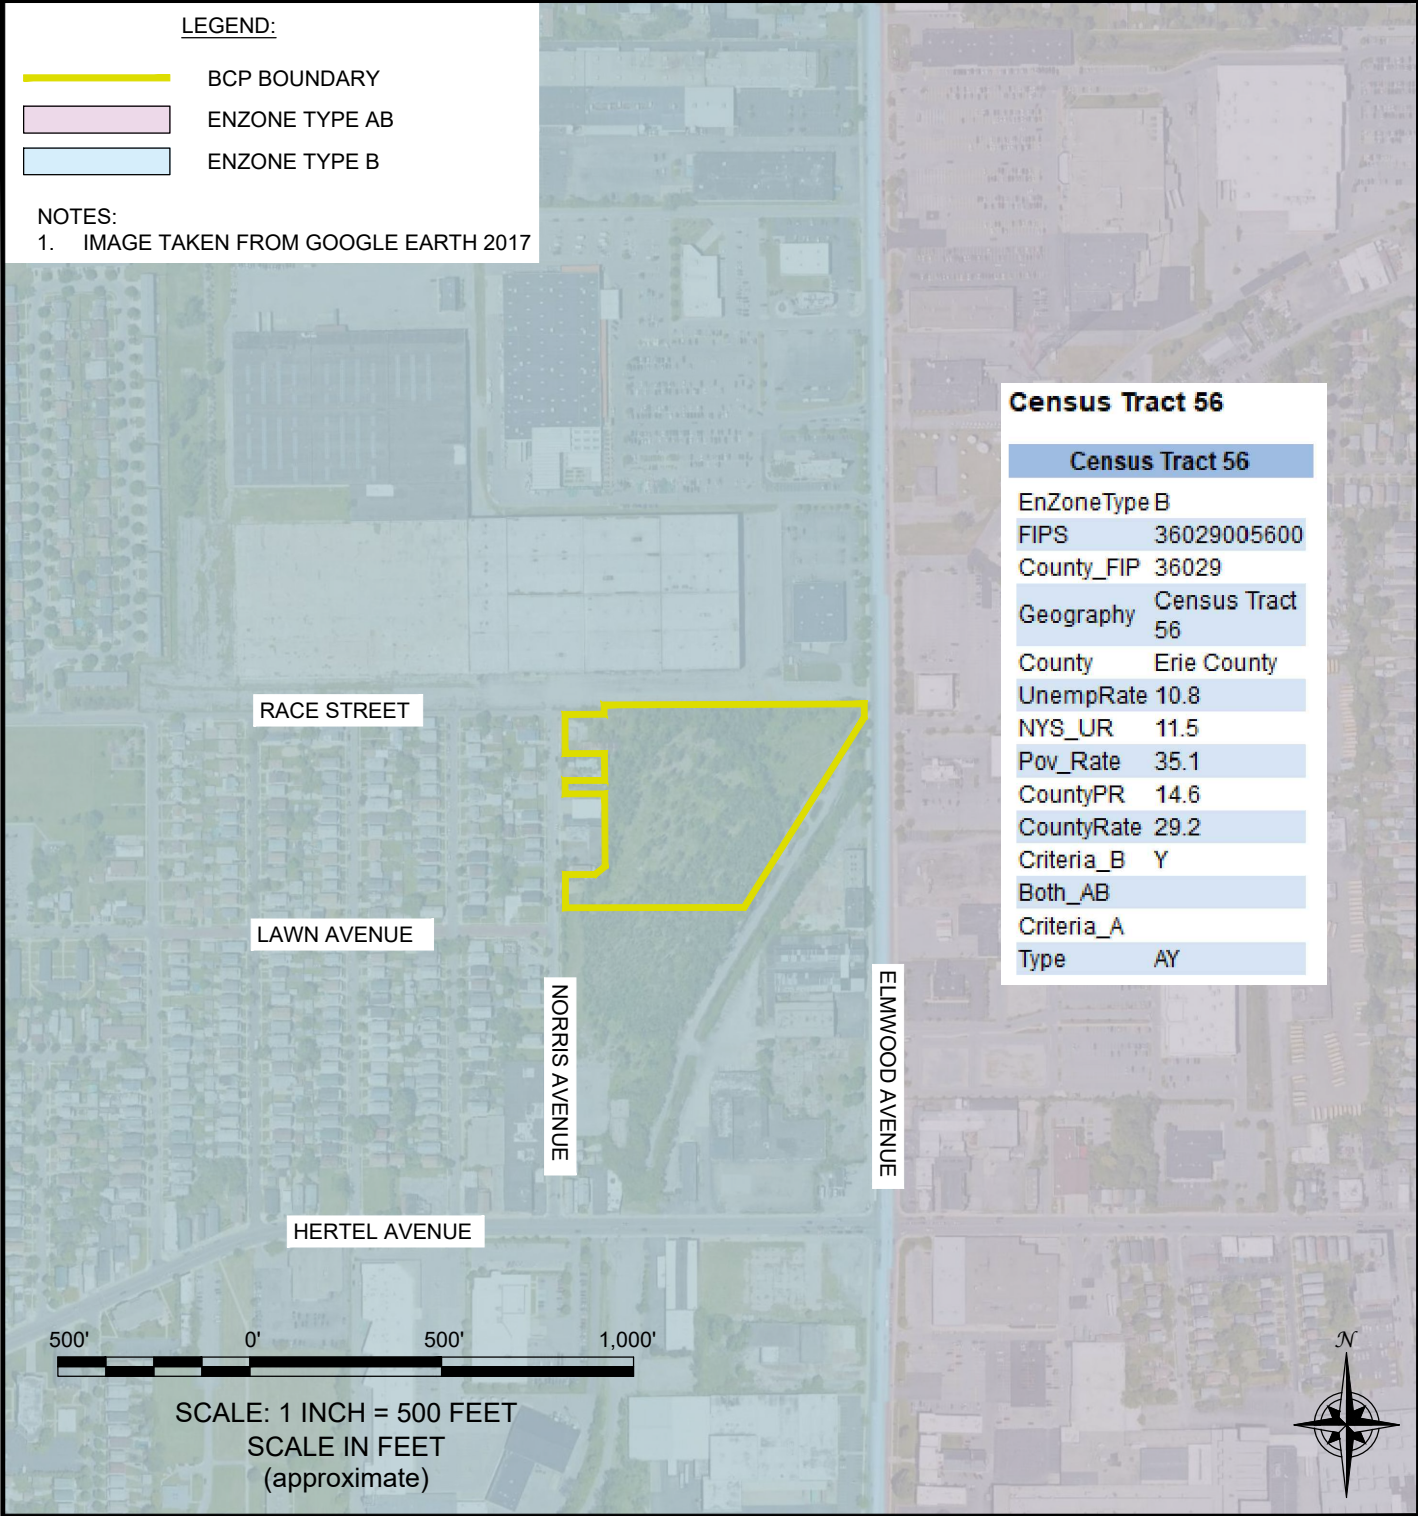 LEGEND:
BCP BOUNDARY
ENZONE TYPE AB
ENZONE TYPE B
NOTES:
1. IMAGE TAKEN FROM GOOGLE EARTH 2017
Census Tract 56
Census Tract 56
EnZoneType B
FIPS 36029005600
County_FIP 36029
Geography Census Tract
56
County Erie County
UnempRate 10.8
NYS_UR 11.5
Pov_Rate 35.1
CountyPR 14.6
CountyRate 29.2
Criteria_B Y
Both_AB
Criteria_A
Type AY
RACE STREET
LAWN AVENUE
NORRIS AVENUE
ELMWOOD AVENUE
HERTEL AVENUE
500' 0' 500' 1,000'
SCALE: 1 INCH = 500 FEET
SCALE IN FEET
(approximate)
N